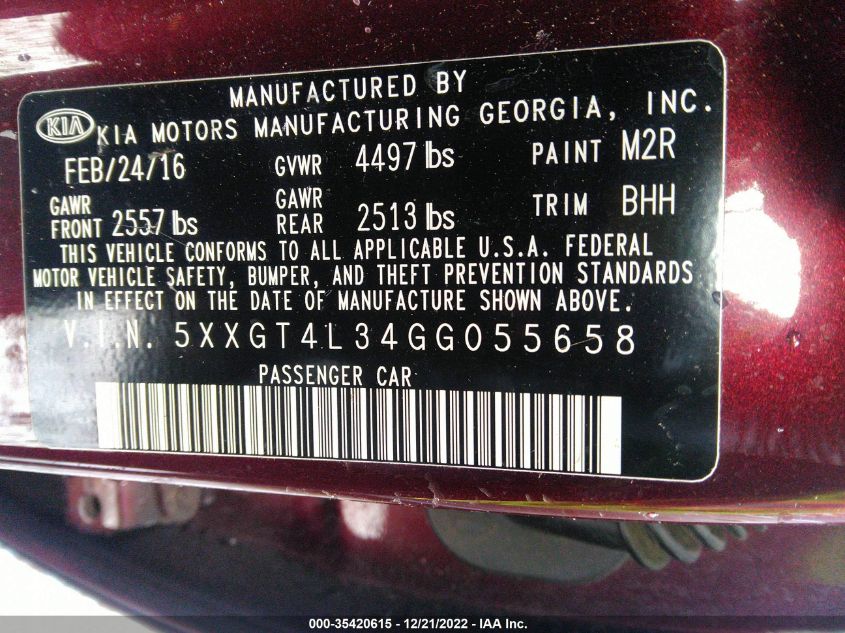 MANUFACTURED BY
KIA KIA MOTORS MANUFACTURING GEORGIA, INC.
FEB/24/16 GVWR 4497 lbs PAINT M2R
GAWR FRONT 2557 lbs GAWR REAR 2513 lbs TRIM BHH
THIS VEHICLE CONFORMS TO ALL APPLICABLE U.S.A. FEDERAL
MOTOR VEHICLE SAFETY, BUMPER, AND THEFT PREVENTION STANDARDS
IN EFFECT ON THE DATE OF MANUFACTURE SHOWN ABOVE.
V.I.N. 5XXGT4L34GG055658
PASSENGER CAR
000-35420615 - 12/21/2022 - IAA Inc.